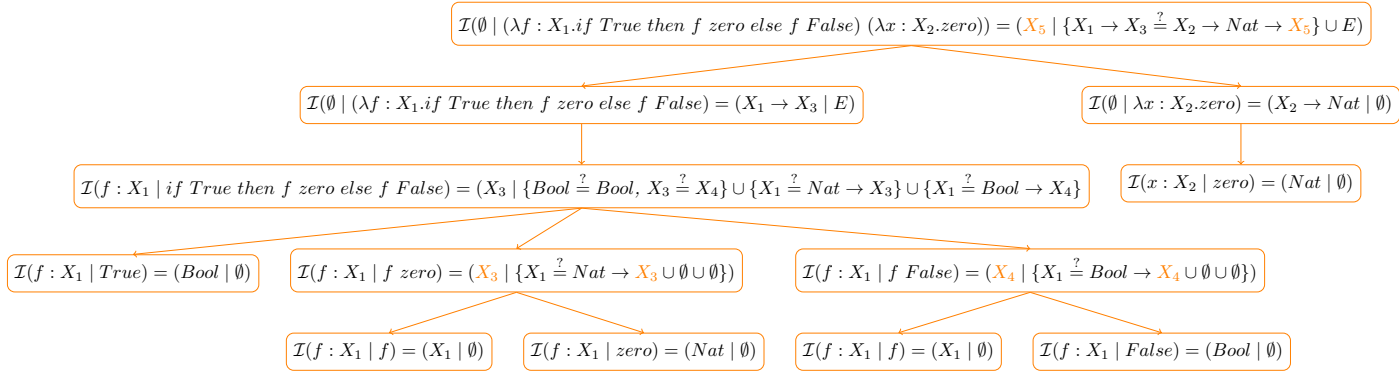 𝓘(∅ | (λf : X₁.if True then f zero else f False) (λx : X₂.zero)) = (X₅ | {X₁ → X₃ ≟ X₂ → Nat → X₅} ∪ E)
𝓘(∅ | (λf : X₁.if True then f zero else f False) = (X₁ → X₃ | E)
𝓘(∅ | λx : X₂.zero) = (X₂ → Nat | ∅)
𝓘(f : X₁ | if True then f zero else f False) = (X₃ | {Bool ≟ Bool, X₃ ≟ X₄} ∪ {X₁ ≟ Nat → X₃} ∪ {X₁ ≟ Bool → X₄}
𝓘(x : X₂ | zero) = (Nat | ∅)
𝓘(f : X₁ | True) = (Bool | ∅)
𝓘(f : X₁ | f zero) = (X₃ | {X₁ ≟ Nat → X₃ ∪ ∅ ∪ ∅})
𝓘(f : X₁ | f False) = (X₄ | {X₁ ≟ Bool → X₄ ∪ ∅ ∪ ∅})
𝓘(f : X₁ | f) = (X₁ | ∅)
𝓘(f : X₁ | zero) = (Nat | ∅)
𝓘(f : X₁ | f) = (X₁ | ∅)
𝓘(f : X₁ | False) = (Bool | ∅)